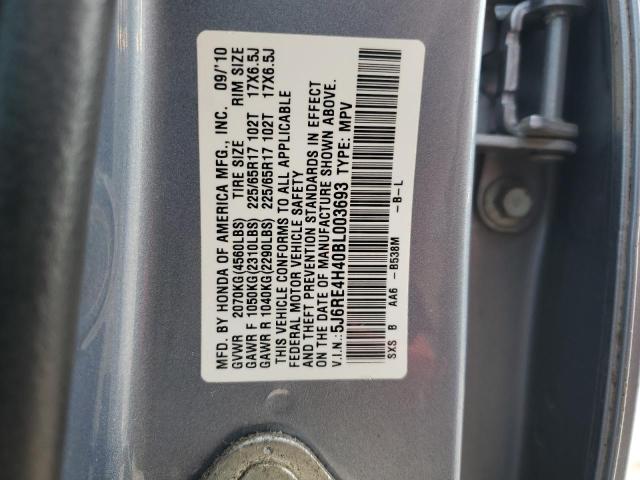 MFD. BY HONDA OF AMERICA MFG., INC. 09/'10
GVWR 2070KG(4560LBS) TIRE SIZE RIM SIZE
GAWR F 1050KG(2310LBS) 225/65R17 102T 17X6.5J
GAWR R 1040KG(2290LBS) 225/65R17 102T 17X6.5J
THIS VEHICLE CONFORMS TO ALL APPLICABLE
FEDERAL MOTOR VEHICLE SAFETY
AND THEFT PREVENTION STANDARDS IN EFFECT
ON THE DATE OF MANUFACTURE SHOWN ABOVE.
V.I.N.: 5J6RE4H40BL003693 TYPE: MPV
SXS B AA6 -B538M -B-L